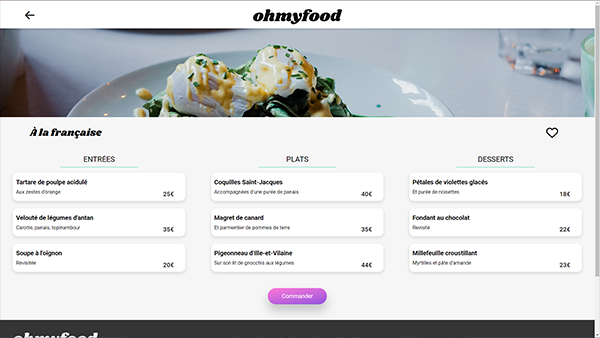 ohmyfood
À la française
ENTRÉES
Tartare de poulpe acidulé
Aux zestes d'orange
25€
Velouté de légumes d'antan
Carotte, panais, topinambour
35€
Soupe à l'oignon
Revisitée
20€
PLATS
Coquilles Saint-Jacques
Accompagnées d'une purée de panais
40€
Magret de canard
Et parmentier de pommes de terre
35€
Pigeonneau d'Ille-et-Vilaine
Sur son lit de gnocchis aux légumes
44€
DESSERTS
Pétales de violettes glacés
Et purée de noisettes
18€
Fondant au chocolat
Revisité
22€
Millefeuille croustillant
Myrtilles et pâte d'amande
23€
Commander
ohmyfood